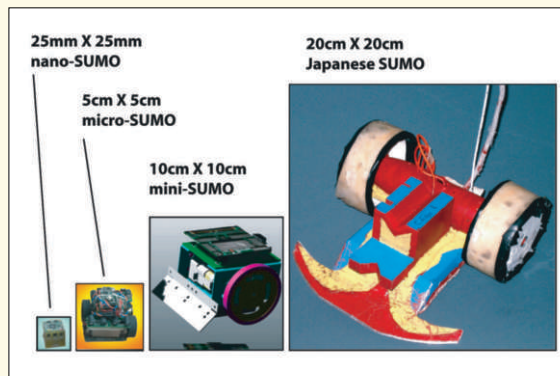 25mm X 25mm
nano-SUMO
5cm X 5cm
micro-SUMO
10cm X 10cm
mini-SUMO
20cm X 20cm
Japanese SUMO